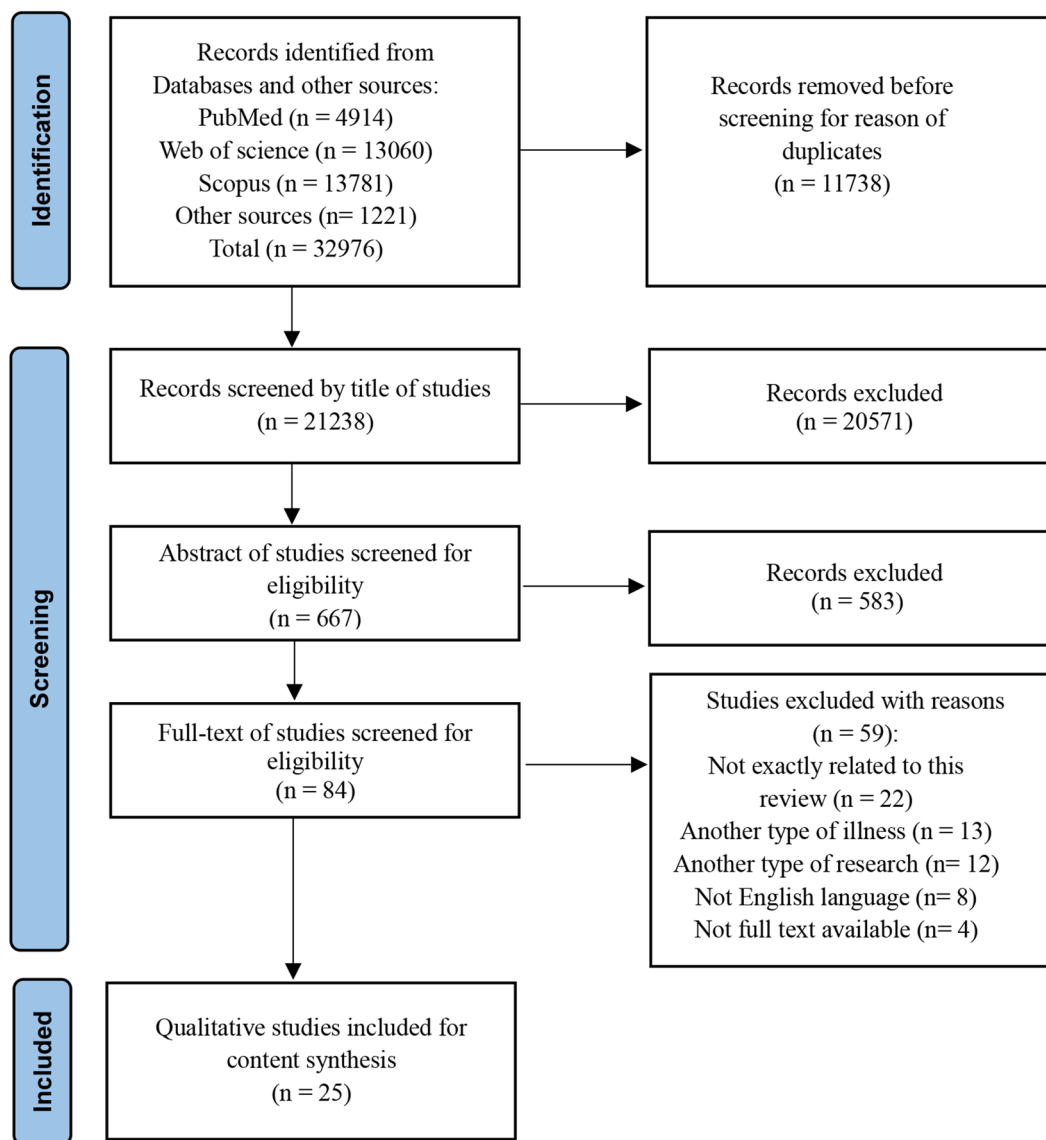 Identification
Records identified from
Databases and other sources:
PubMed (n = 4914)
Web of science (n = 13060)
Scopus (n = 13781)
Other sources (n= 1221)
Total (n = 32976)
Records removed before
screening for reason of
duplicates
(n = 11738)
Screening
Records screened by title of studies
(n = 21238)
Records excluded
(n = 20571)
Abstract of studies screened for
eligibility
(n = 667)
Records excluded
(n = 583)
Full-text of studies screened for
eligibility
(n = 84)
Studies excluded with reasons
(n = 59):
Not exactly related to this
review (n = 22)
Another type of illness (n = 13)
Another type of research (n= 12)
Not English language (n= 8)
Not full text available (n= 4)
Included
Qualitative studies included for
content synthesis
(n = 25)